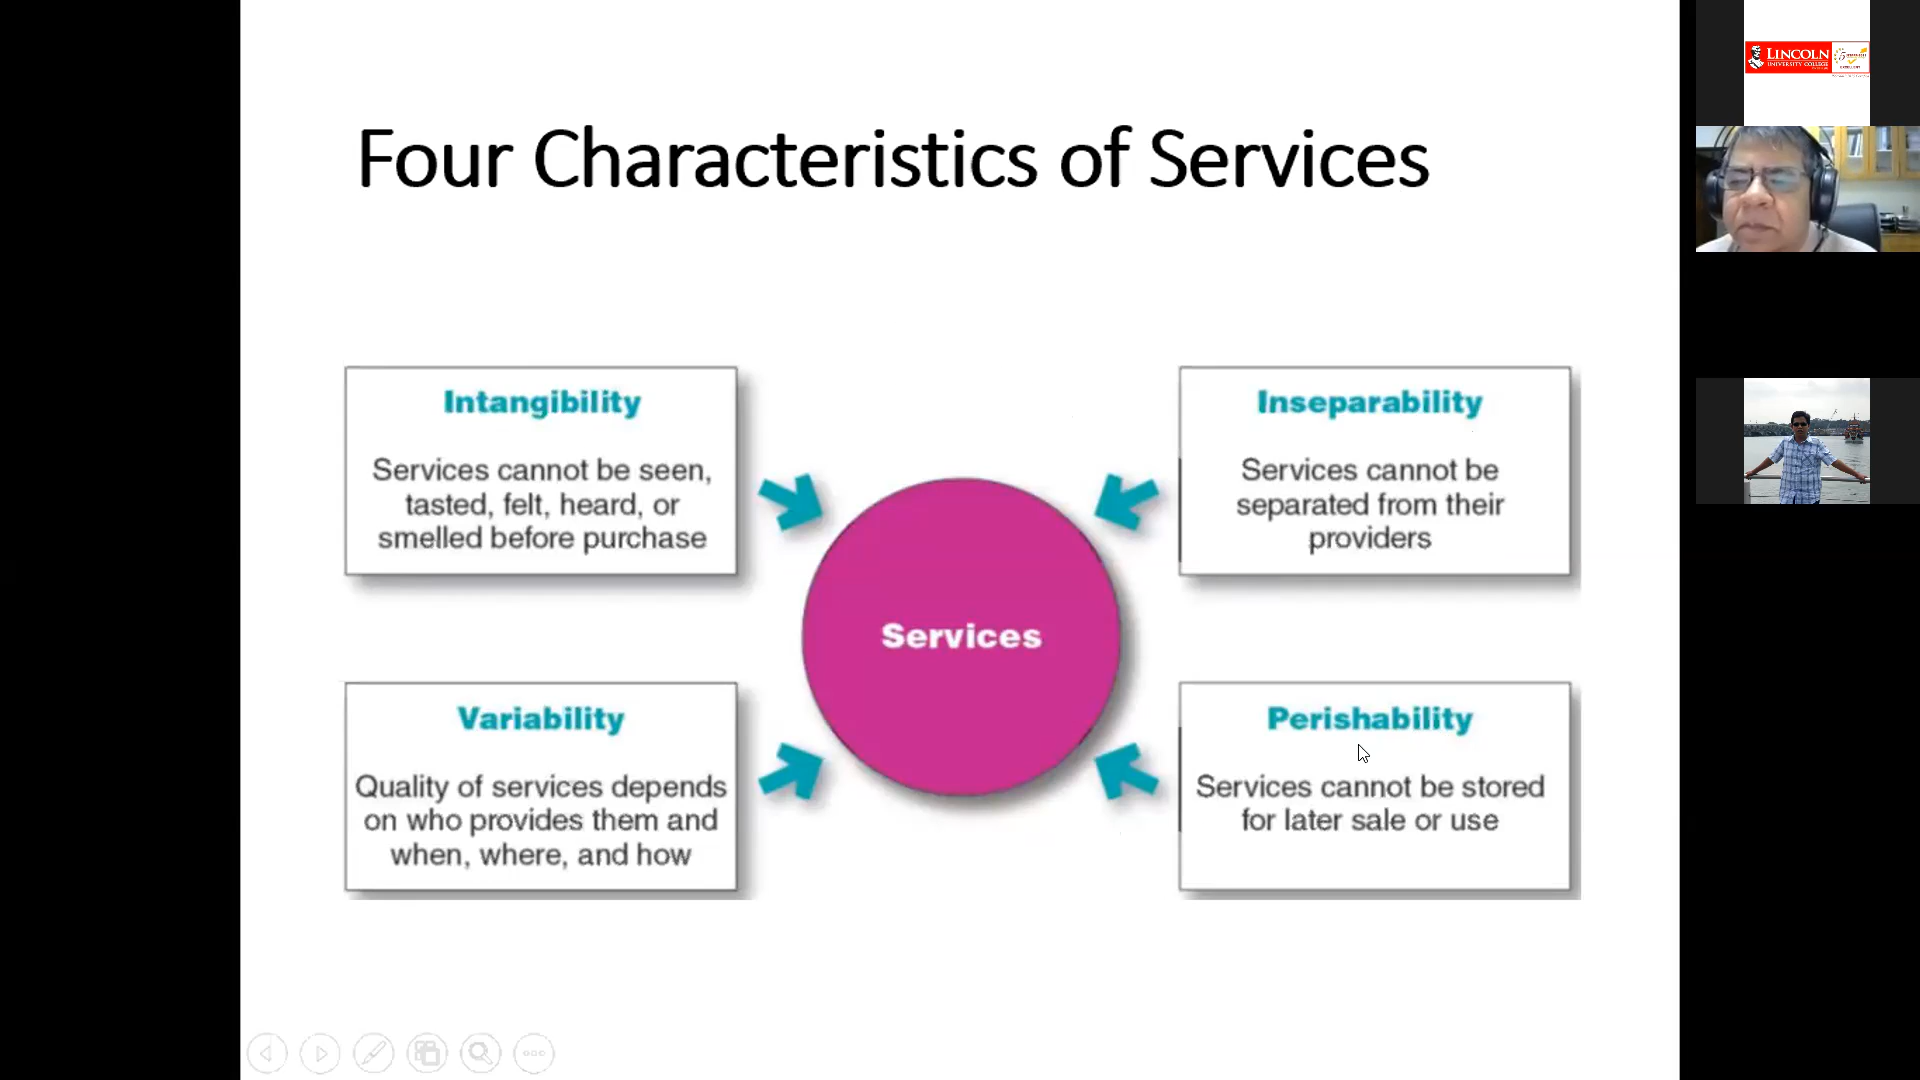 Four Characteristics of Services
Intangibility
Services cannot be seen,
tasted, felt, heard, or
smelled before purchase
Inseparability
Services cannot be
separated from their
providers
Services
Variability
Quality of services depends
on who provides them and
when, where, and how
Perishability
Services cannot be stored
for later sale or use
LINCOLN
UNIVERSITY COLLEGE